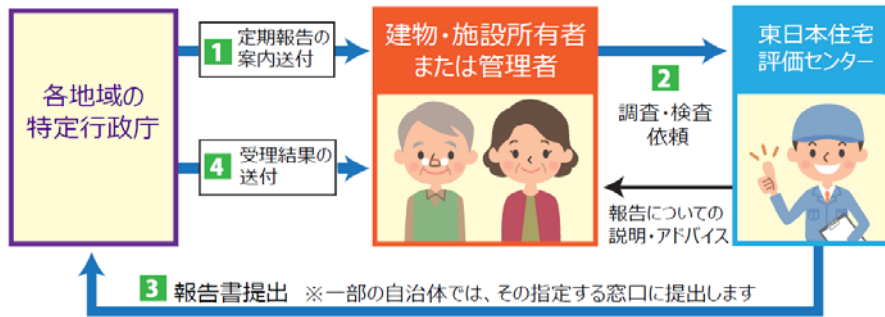 各地域の
特定行政庁
1 定期報告の
案内送付
4 受理結果の
送付
建物・施設所有者
または管理者
2
調査・検査
依頼
報告についての
説明・アドバイス
東日本住宅
評価センター
3 報告書提出 ※一部の自治体では、その指定する窓口に提出します